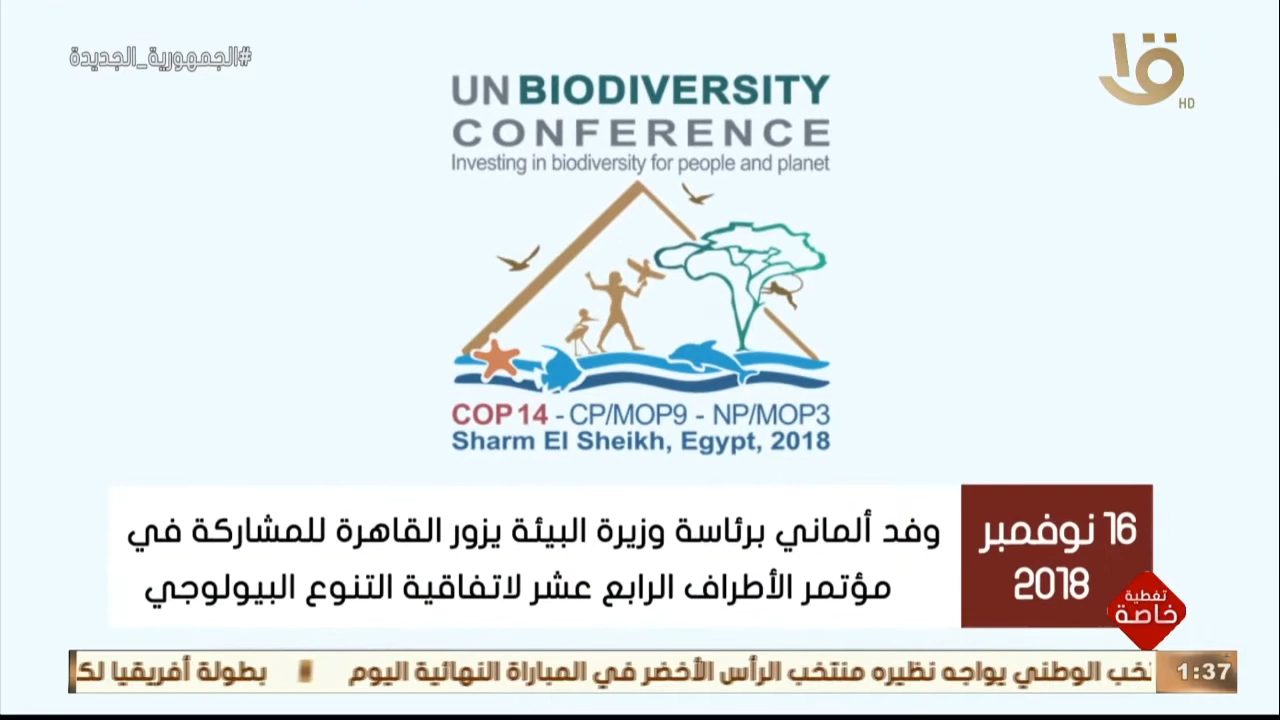 #الجمهورية_الجديدة
HD
UN BIODIVERSITY
CONFERENCE
Investing in biodiversity for people and planet
COP 14 - CP/MOP9 - NP/MOP3
Sharm El Sheikh, Egypt, 2018
16 نوفمبر
2018
وفد ألماني برئاسة وزيرة البيئة يزور القاهرة للمشاركة في
مؤتمر الأطراف الرابع عشر لاتفاقية التنوع البيولوجي
تغطية
خاصة
1:37
الوطني يواجه نظيره منتخب الرأس الأخضر في المباراة النهائية اليوم بطولة أفريقيا